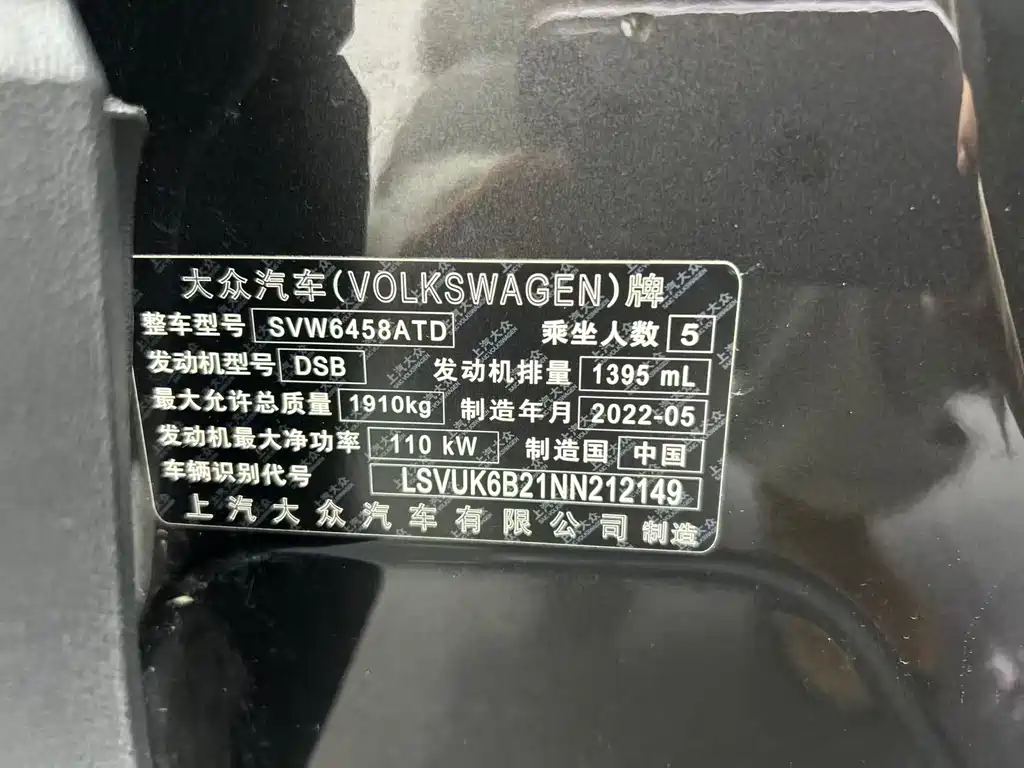 大众汽车(VOLKSWAGEN)牌
整车型号 SVW6458ATD 乘坐人数 5
发动机型号 DSB 发动机排量 1395 mL
最大允许总质量 1910kg 制造年月 2022-05
发动机最大净功率 110 kW 制造国 中国
车辆识别代号 LSVUK6B21NN212149
上汽大众汽车有限公司 制造